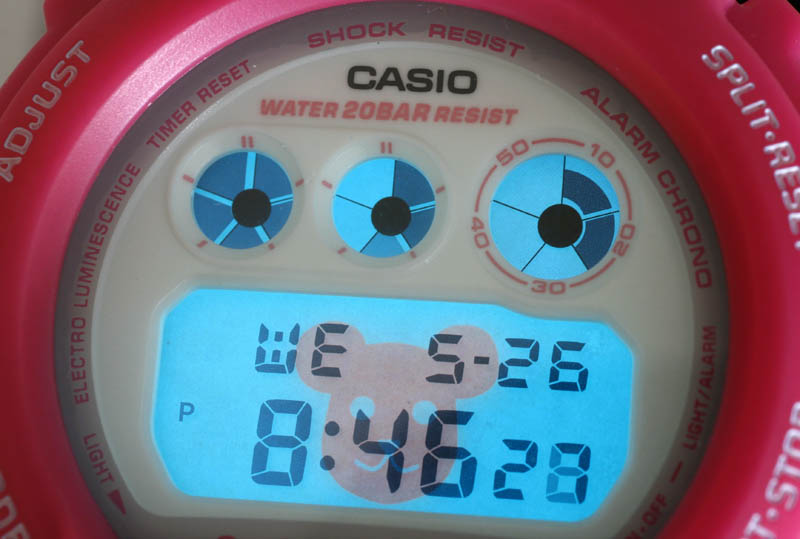 SHOCK RESIST
CASIO
WATER 20BAR RESIST
ADJUST
TIMER RESET
ELECTRO LUMINESCENCE
LIGHT
SPLIT·RESET
ALARM CHRONO
LIGHT/ALARM
50 10
40 20
30
WE 5-26
P 8:46 28